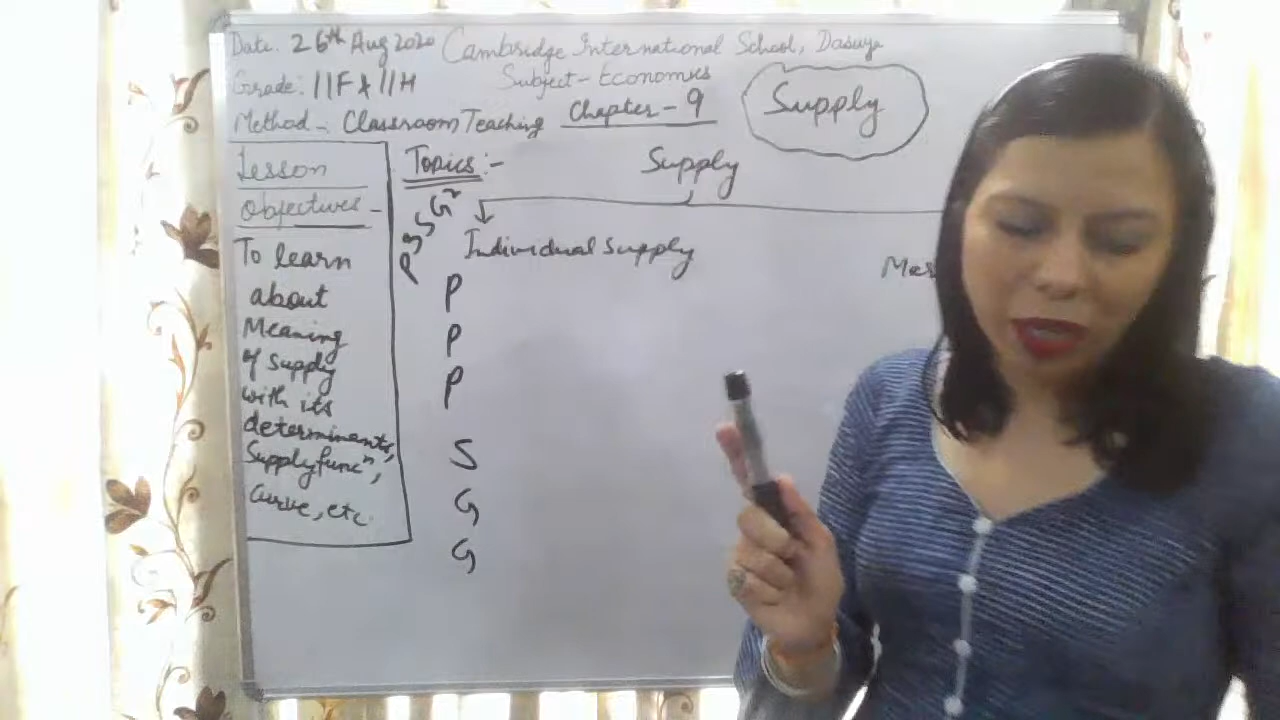 Date: 26th Aug 2020 Cambridge International School, Dasuya
Grade: 11F & 11H Subject - Economics
Method - Classroom Teaching Chapter - 9
Supply
Lesson
Objectives -
To learn
about
Meaning
of supply
with its
determinants,
Supply funcⁿ,
Curve, etc.
Topics :-
Supply
Individual supply
P
P
P
S
G
G